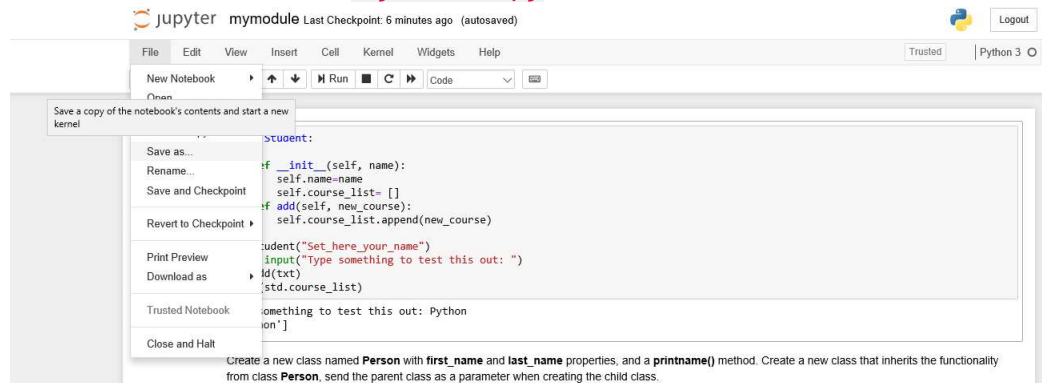 jupyter mymodule Last Checkpoint: 6 minutes ago (autosaved)
Logout
File Edit View Insert Cell Kernel Widgets Help
Trusted
Python 3
New Notebook
Run
Code
Open
Save a copy of the notebook's contents and start a new
kernel
Student:
Save as...
__init__(self, name):
Rename...
self.name=name
Save and Checkpoint
self.course_list= []
add(self, new_course):
Revert to Checkpoint
self.course_list.append(new_course)
("Set_here_your_name")
Print Preview
input("Type something to test this out: ")
Download as
(txt)
(std.course_list)
Trusted Notebook
something to test this out: Python
Close and Halt
Create a new class named Person with first_name and last_name properties, and a printname() method. Create a new class that inherits the functionality
from class Person, send the parent class as a parameter when creating the child class.